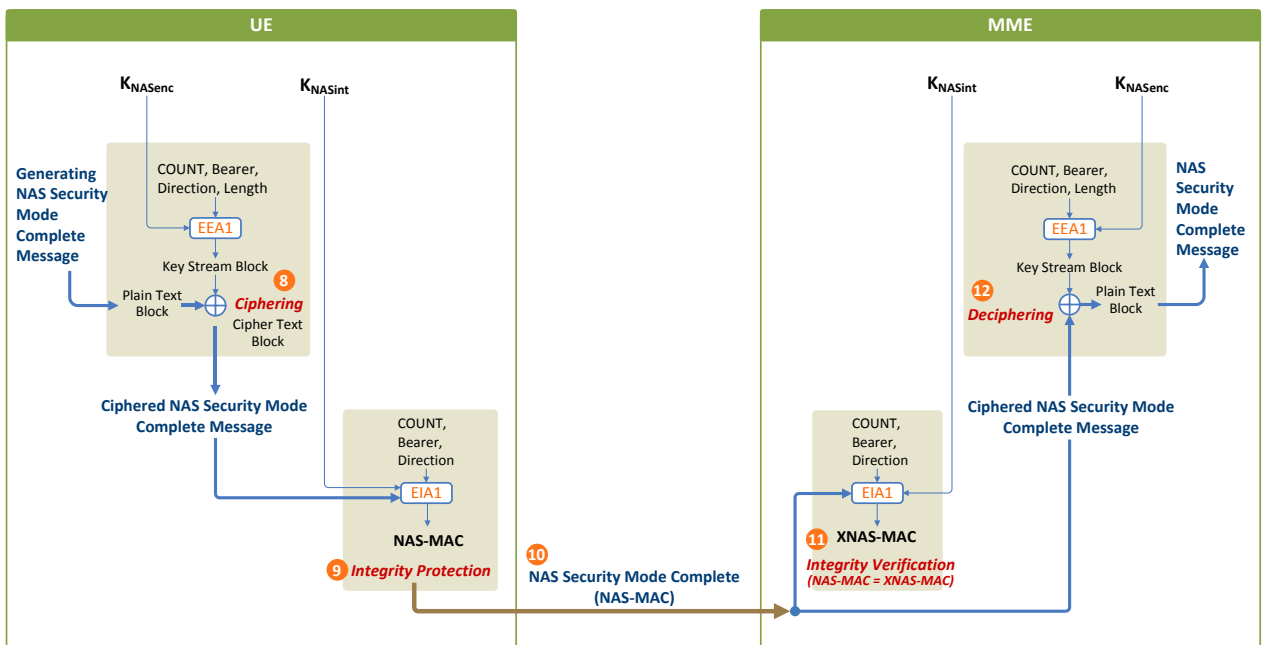 UE
MME
KNASenc
KNASint
KNASint
KNASenc
Generating
NAS Security
Mode
Complete
Message
COUNT, Bearer,
Direction, Length
EEA1
Key Stream Block
8
Plain Text
Block
Ciphering
Cipher Text
Block
Ciphered NAS Security Mode
Complete Message
COUNT,
Bearer,
Direction
EIA1
NAS-MAC
9 Integrity Protection
10
NAS Security Mode Complete
(NAS-MAC)
COUNT,
Bearer,
Direction
EIA1
11 XNAS-MAC
Integrity Verification
(NAS-MAC = XNAS-MAC)
Ciphered NAS Security Mode
Complete Message
COUNT, Bearer,
Direction, Length
EEA1
Key Stream Block
12
Deciphering
Plain Text
Block
NAS
Security
Mode
Complete
Message